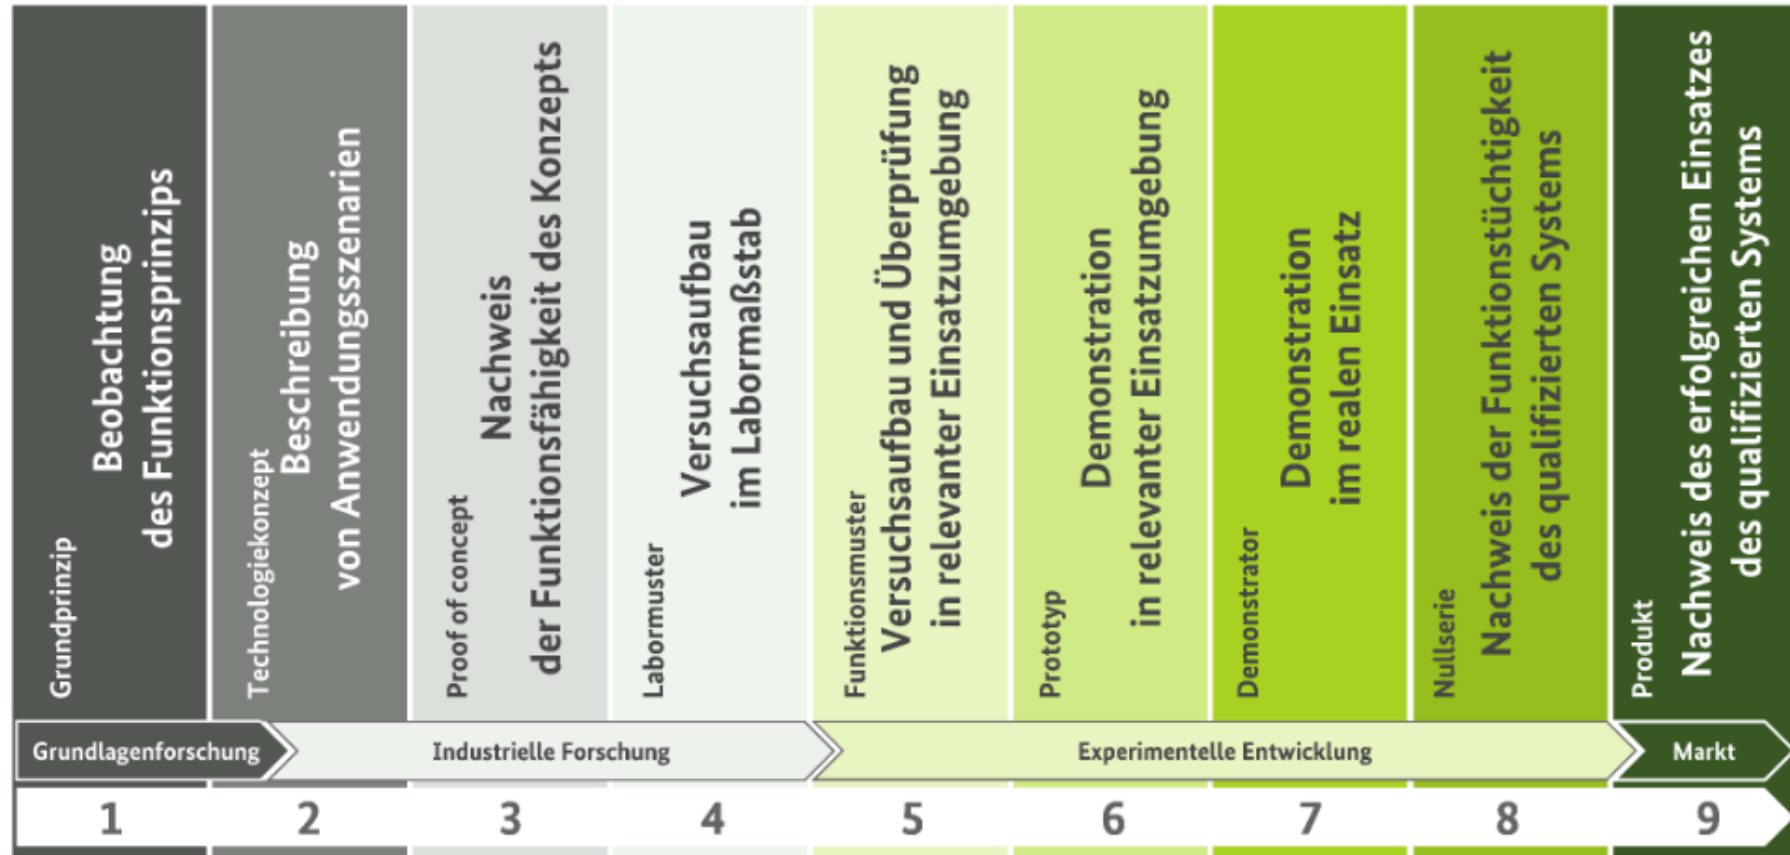 Grundprinzip
Beobachtung
des Funktionsprinzips
Technologiekonzept
Beschreibung
von Anwendungsszenarien
Proof of concept
Nachweis
der Funktionsfähigkeit des Konzepts
Labormuster
Versuchsaufbau
im Labormaßstab
Funktionsmuster
Versuchsaufbau und Überprüfung
in relevanter Einsatzumgebung
Prototyp
Demonstration
in relevanter Einsatzumgebung
Demonstrator
Demonstration
im realen Einsatz
Nullserie
Nachweis der Funktionstüchtigkeit
des qualifizierten Systems
Produkt
Nachweis des erfolgreichen Einsatzes
des qualifizierten Systems
Grundlagenforschung
Industrielle Forschung
Experimentelle Entwicklung
Markt
1 2 3 4 5 6 7 8 9